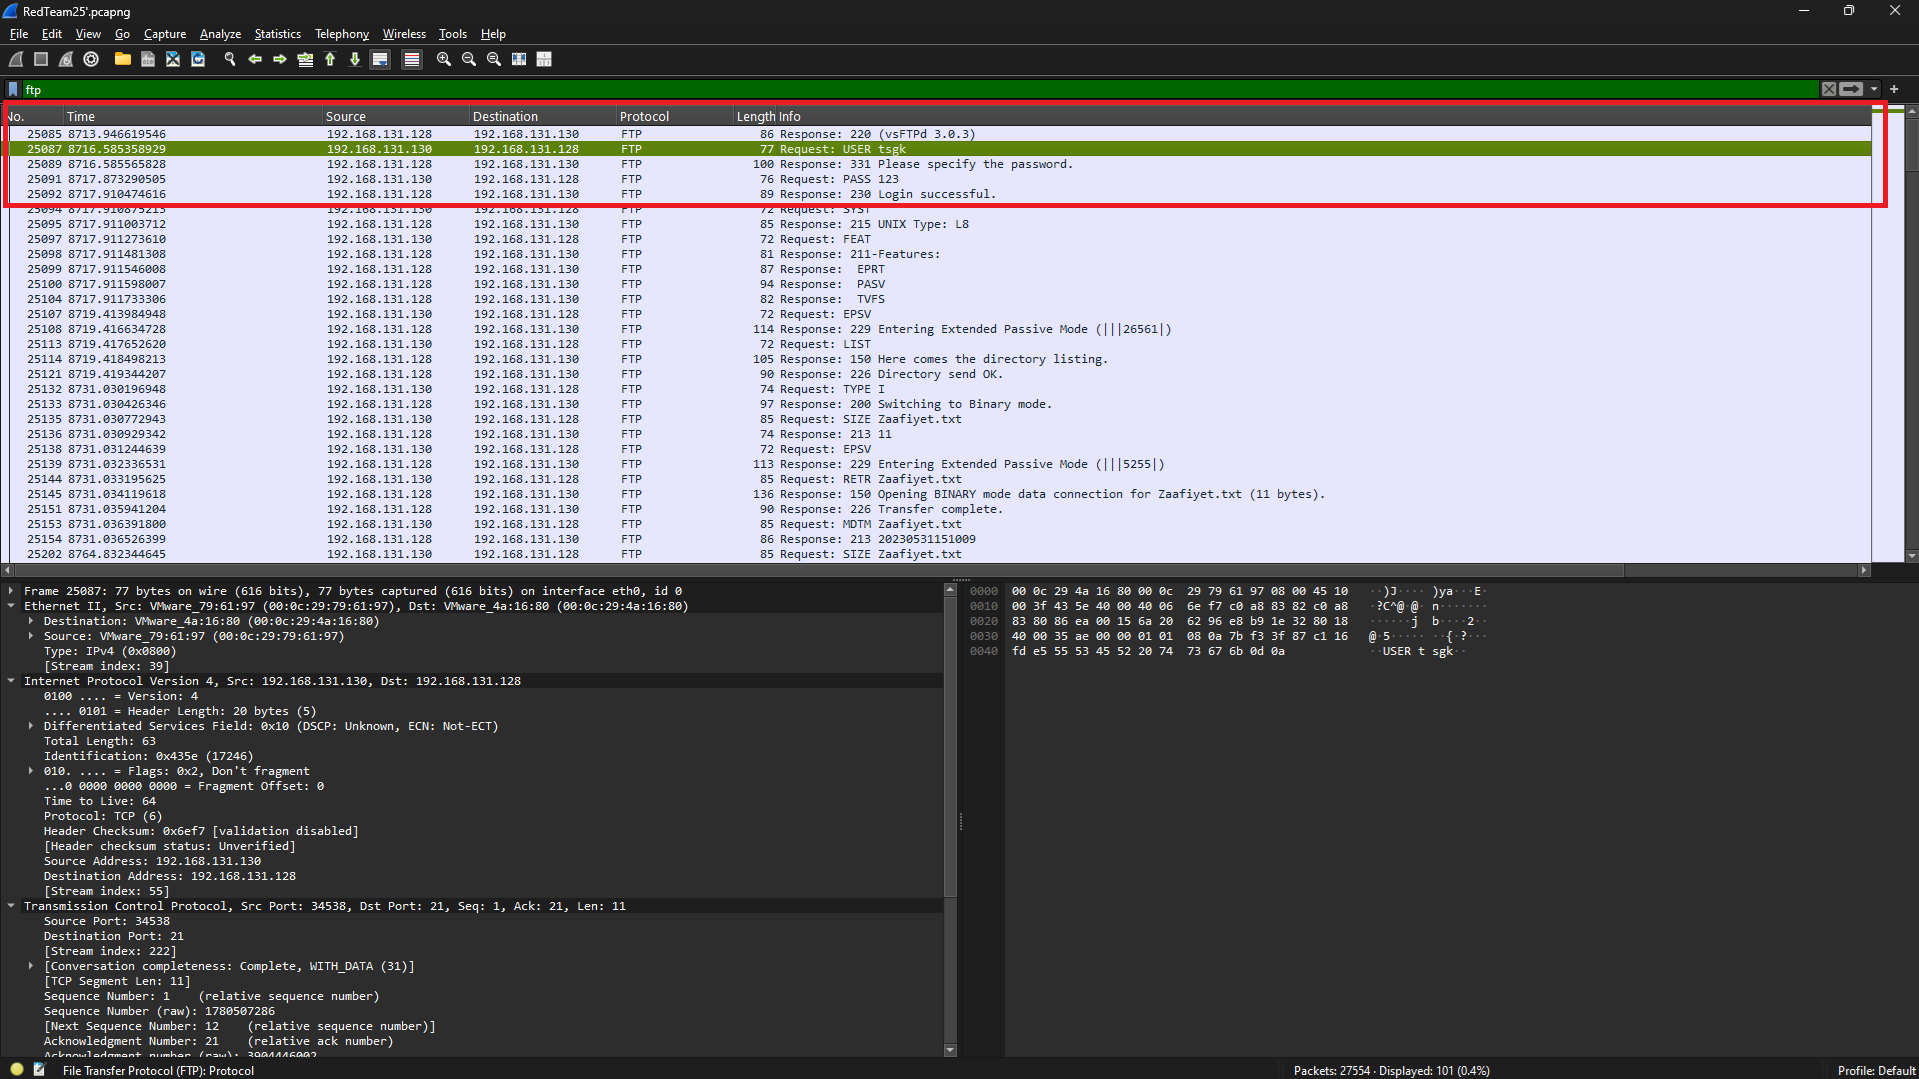 RedTeam25'.pcapng
File Edit View Go Capture Analyze Statistics Telephony Wireless Tools Help
ftp
No. Time Source Destination Protocol Length Info
25085 8713.946619546 192.168.131.128 192.168.131.130 FTP 86 Response: 220 (vsFTPd 3.0.3)
25087 8716.585358929 192.168.131.130 192.168.131.128 FTP 77 Request: USER tsgk
25089 8716.585565828 192.168.131.128 192.168.131.130 FTP 100 Response: 331 Please specify the password.
25091 8717.873290505 192.168.131.130 192.168.131.128 FTP 76 Request: PASS 123
25092 8717.910474616 192.168.131.128 192.168.131.130 FTP 89 Response: 230 Login successful.
25094 8717.910875213 192.168.131.130 192.168.131.128 FTP 72 Request: SYST
25095 8717.911003712 192.168.131.128 192.168.131.130 FTP 85 Response: 215 UNIX Type: L8
25097 8717.911273610 192.168.131.130 192.168.131.128 FTP 72 Request: FEAT
25098 8717.911481308 192.168.131.128 192.168.131.130 FTP 81 Response: 211-Features:
25099 8717.911546008 192.168.131.128 192.168.131.130 FTP 87 Response: EPRT
25100 8717.911598007 192.168.131.128 192.168.131.130 FTP 94 Response: PASV
25104 8717.911733306 192.168.131.128 192.168.131.130 FTP 82 Response: TVFS
25107 8719.413984948 192.168.131.130 192.168.131.128 FTP 72 Request: EPSV
25108 8719.416634728 192.168.131.128 192.168.131.130 FTP 114 Response: 229 Entering Extended Passive Mode (|||26561|)
25113 8719.417652620 192.168.131.130 192.168.131.128 FTP 72 Request: LIST
25114 8719.418498213 192.168.131.128 192.168.131.130 FTP 105 Response: 150 Here comes the directory listing.
25121 8719.419344207 192.168.131.128 192.168.131.130 FTP 90 Response: 226 Directory send OK.
25132 8731.030196948 192.168.131.130 192.168.131.128 FTP 74 Request: TYPE I
25133 8731.030426346 192.168.131.128 192.168.131.130 FTP 97 Response: 200 Switching to Binary mode.
25135 8731.030772943 192.168.131.130 192.168.131.128 FTP 85 Request: SIZE Zaafiyet.txt
25136 8731.030929342 192.168.131.128 192.168.131.130 FTP 74 Response: 213 11
25138 8731.031244639 192.168.131.130 192.168.131.128 FTP 72 Request: EPSV
25139 8731.032336531 192.168.131.128 192.168.131.130 FTP 113 Response: 229 Entering Extended Passive Mode (|||5255|)
25144 8731.033195625 192.168.131.130 192.168.131.128 FTP 85 Request: RETR Zaafiyet.txt
25145 8731.034119618 192.168.131.128 192.168.131.130 FTP 136 Response: 150 Opening BINARY mode data connection for Zaafiyet.txt (11 bytes).
25151 8731.035941204 192.168.131.128 192.168.131.130 FTP 90 Response: 226 Transfer complete.
25153 8731.036391800 192.168.131.130 192.168.131.128 FTP 85 Request: MDTM Zaafiyet.txt
25154 8731.036526399 192.168.131.128 192.168.131.130 FTP 86 Response: 213 20230531151009
25202 8764.832344645 192.168.131.130 192.168.131.128 FTP 85 Request: SIZE Zaafiyet.txt
Frame 25087: 77 bytes on wire (616 bits), 77 bytes captured (616 bits) on interface eth0, id 0
Ethernet II, Src: VMware_79:61:97 (00:0c:29:79:61:97), Dst: VMware_4a:16:80 (00:0c:29:4a:16:80)
Destination: VMware_4a:16:80 (00:0c:29:4a:16:80)
Source: VMware_79:61:97 (00:0c:29:79:61:97)
Type: IPv4 (0x0800)
[Stream index: 39]
Internet Protocol Version 4, Src: 192.168.131.130, Dst: 192.168.131.128
0100 .... = Version: 4
.... 0101 = Header Length: 20 bytes (5)
Differentiated Services Field: 0x10 (DSCP: Unknown, ECN: Not-ECT)
Total Length: 63
Identification: 0x435e (17246)
010. .... = Flags: 0x2, Don't fragment
...0 0000 0000 0000 = Fragment Offset: 0
Time to Live: 64
Protocol: TCP (6)
Header Checksum: 0x6ef7 [validation disabled]
[Header checksum status: Unverified]
Source Address: 192.168.131.130
Destination Address: 192.168.131.128
[Stream index: 55]
Transmission Control Protocol, Src Port: 34538, Dst Port: 21, Seq: 1, Ack: 21, Len: 11
Source Port: 34538
Destination Port: 21
[Stream index: 222]
[Conversation completeness: Complete, WITH_DATA (31)]
[TCP Segment Len: 11]
Sequence Number: 1 (relative sequence number)
Sequence Number (raw): 1780507286
[Next Sequence Number: 12 (relative sequence number)]
Acknowledgment Number: 21 (relative ack number)
Acknowledgment number (raw): 3904446002
0000 00 0c 29 4a 16 80 00 0c 29 79 61 97 08 00 45 10 ··)J···· )ya···E·
0010 00 3f 43 5e 40 00 40 06 6e f7 c0 a8 83 82 c0 a8 ·?C^@·@· n·······
0020 83 80 86 ea 00 15 6a 20 62 96 e8 b9 1e 32 80 18 ······j b····2··
0030 40 00 35 ae 00 00 01 01 08 0a 7b f3 3f 87 c1 16 @·5····· ··{·?···
0040 fd e5 55 53 45 52 20 74 73 67 6b 0d 0a ··USER t sgk··
File Transfer Protocol (FTP): Protocol
Packets: 27554 · Displayed: 101 (0.4%)
Profile: Default